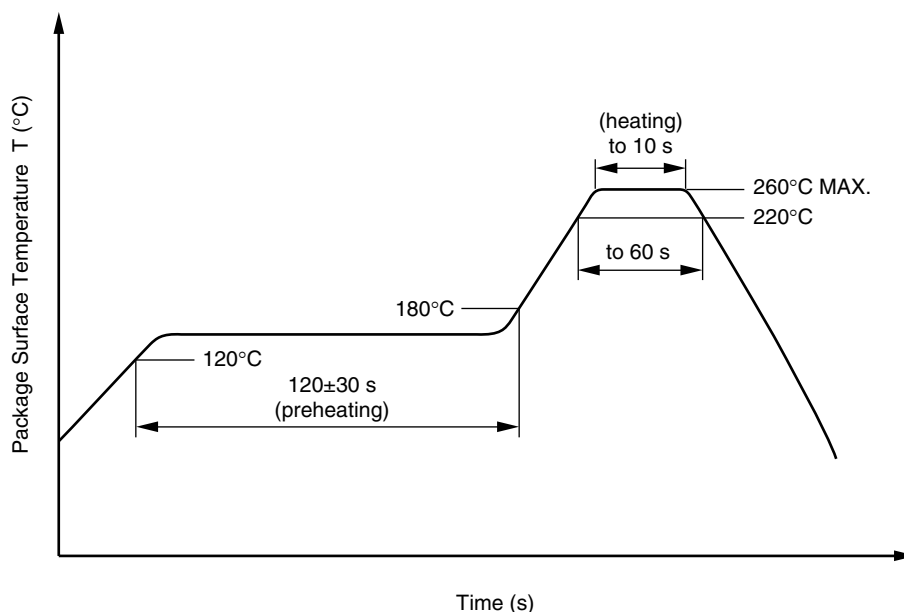 Package Surface Temperature T (°C)
(heating)
to 10 s
260°C MAX.
220°C
to 60 s
180°C
120°C
120±30 s
(preheating)
Time (s)